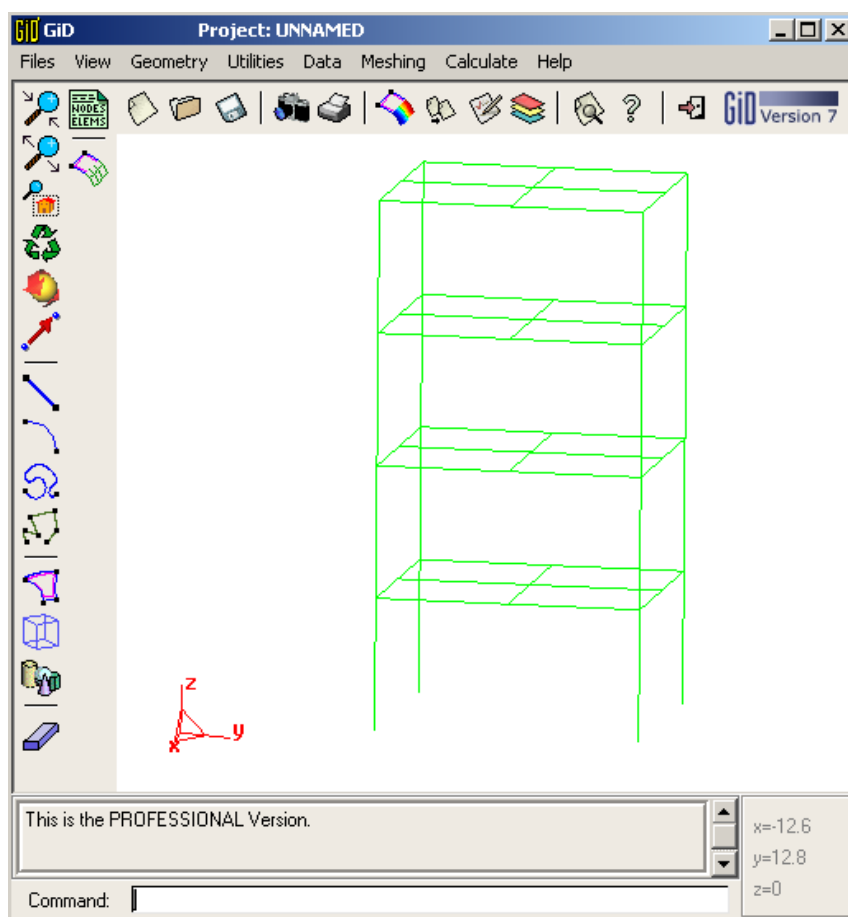 GiD GiD Project: UNNAMED
Files View Geometry Utilities Data Meshing Calculate Help
NODES
ELEMS
?
GiD Version 7
z
y
x
This is the PROFESSIONAL Version.
x=-12.6
y=12.8
z=0
Command: